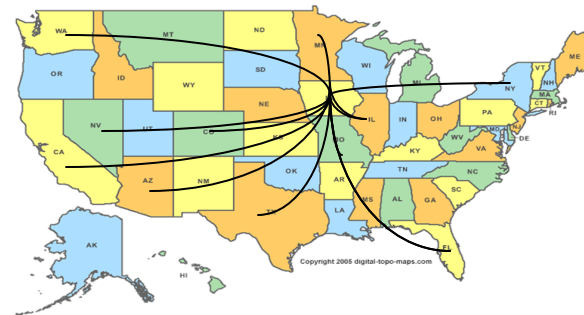 WA
MT
ND
MN
ME
VT
NH
OR
ID
SD
WI
MI
NY
MA
CT
RI
WY
NE
IL
IN
OH
PA
NJ
NV
UT
CO
KS
MO
WV
MD
DE
VA
CA
KY
NC
AZ
NM
OK
AR
TN
SC
TX
LA
MS
AL
GA
FL
AK
HI
Copyright 2005 digital-topo-maps.com